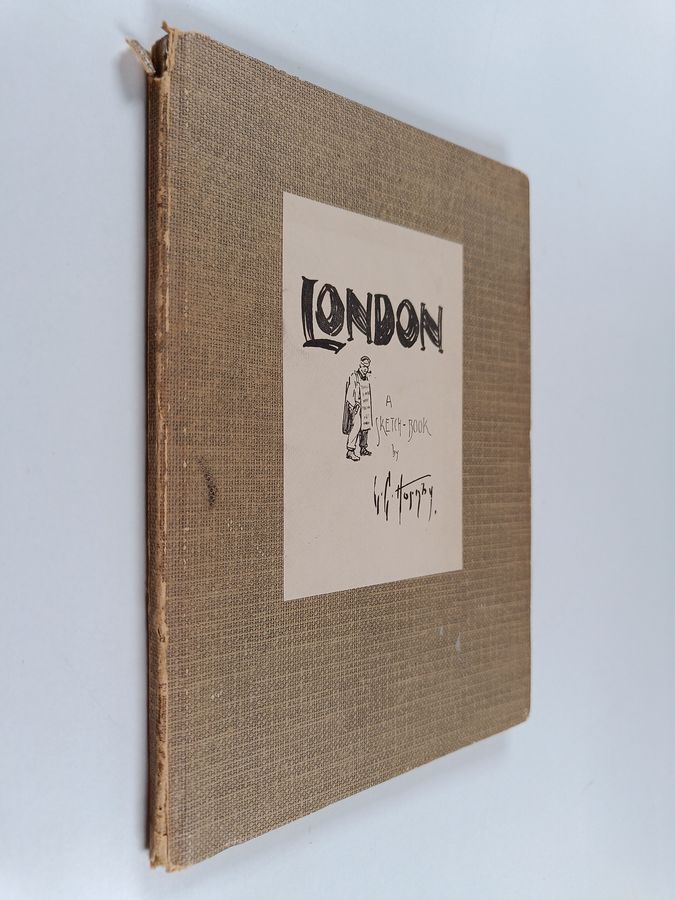 LONDON
A
SKETCH-BOOK
by
G.G. Hornby.